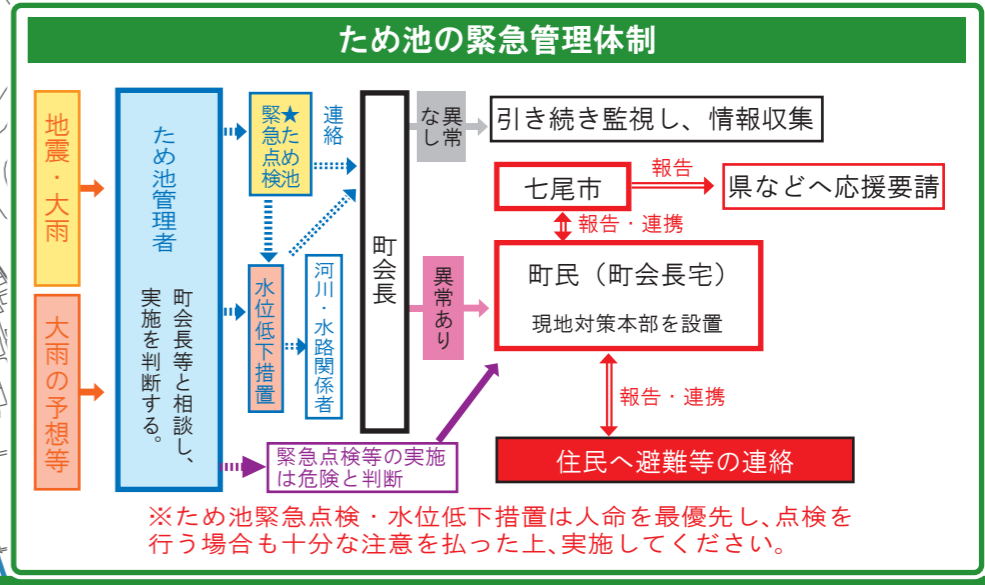 ため池の緊急管理体制
地震・大雨
大雨の予想等
ため池管理者
町会長等と相談し、
実施を判断する。
★ため池
緊急点検
連絡
水位低下措置
河川・水路関係者
緊急点検等の実施
は危険と判断
町会長
異常
なし
引き続き監視し、情報収集
異常あり
七尾市
報告
県などへ応援要請
報告・連携
町民（町会長宅）
現地対策本部を設置
報告・連携
住民へ避難等の連絡
※ため池緊急点検・水位低下措置は人命を最優先し、点検を
行う場合も十分な注意を払った上、実施してください。